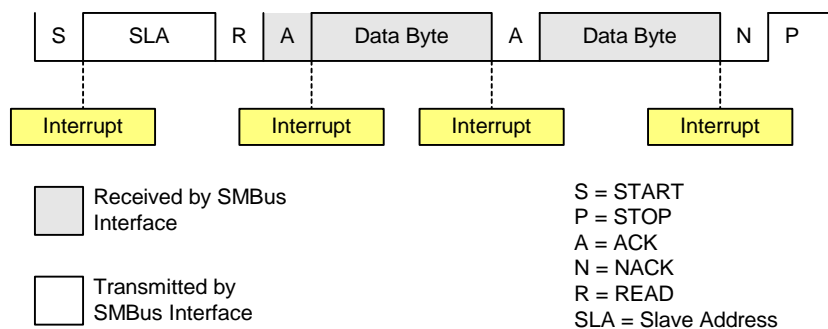 S SLA R A Data Byte A Data Byte N P
Interrupt Interrupt Interrupt Interrupt
Received by SMBus
Interface
Transmitted by
SMBus Interface
S = START
P = STOP
A = ACK
N = NACK
R = READ
SLA = Slave Address